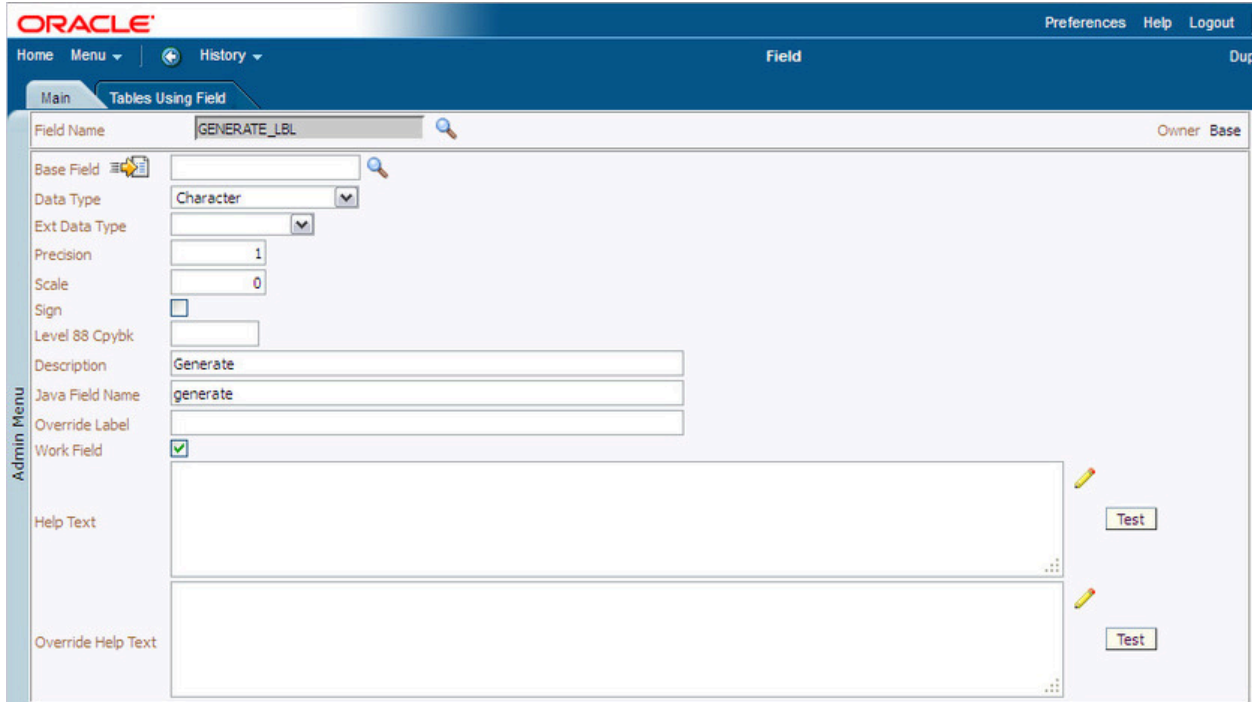 ORACLE
Preferences Help Logout
Home Menu History Field Dup
Main Tables Using Field
Field Name GENERATE_LBL Owner Base
Base Field
Data Type Character
Ext Data Type
Precision 1
Scale 0
Sign
Level 88 Cpybk
Description Generate
Java Field Name generate
Override Label
Work Field
Help Text Test
Override Help Text Test
Admin Menu